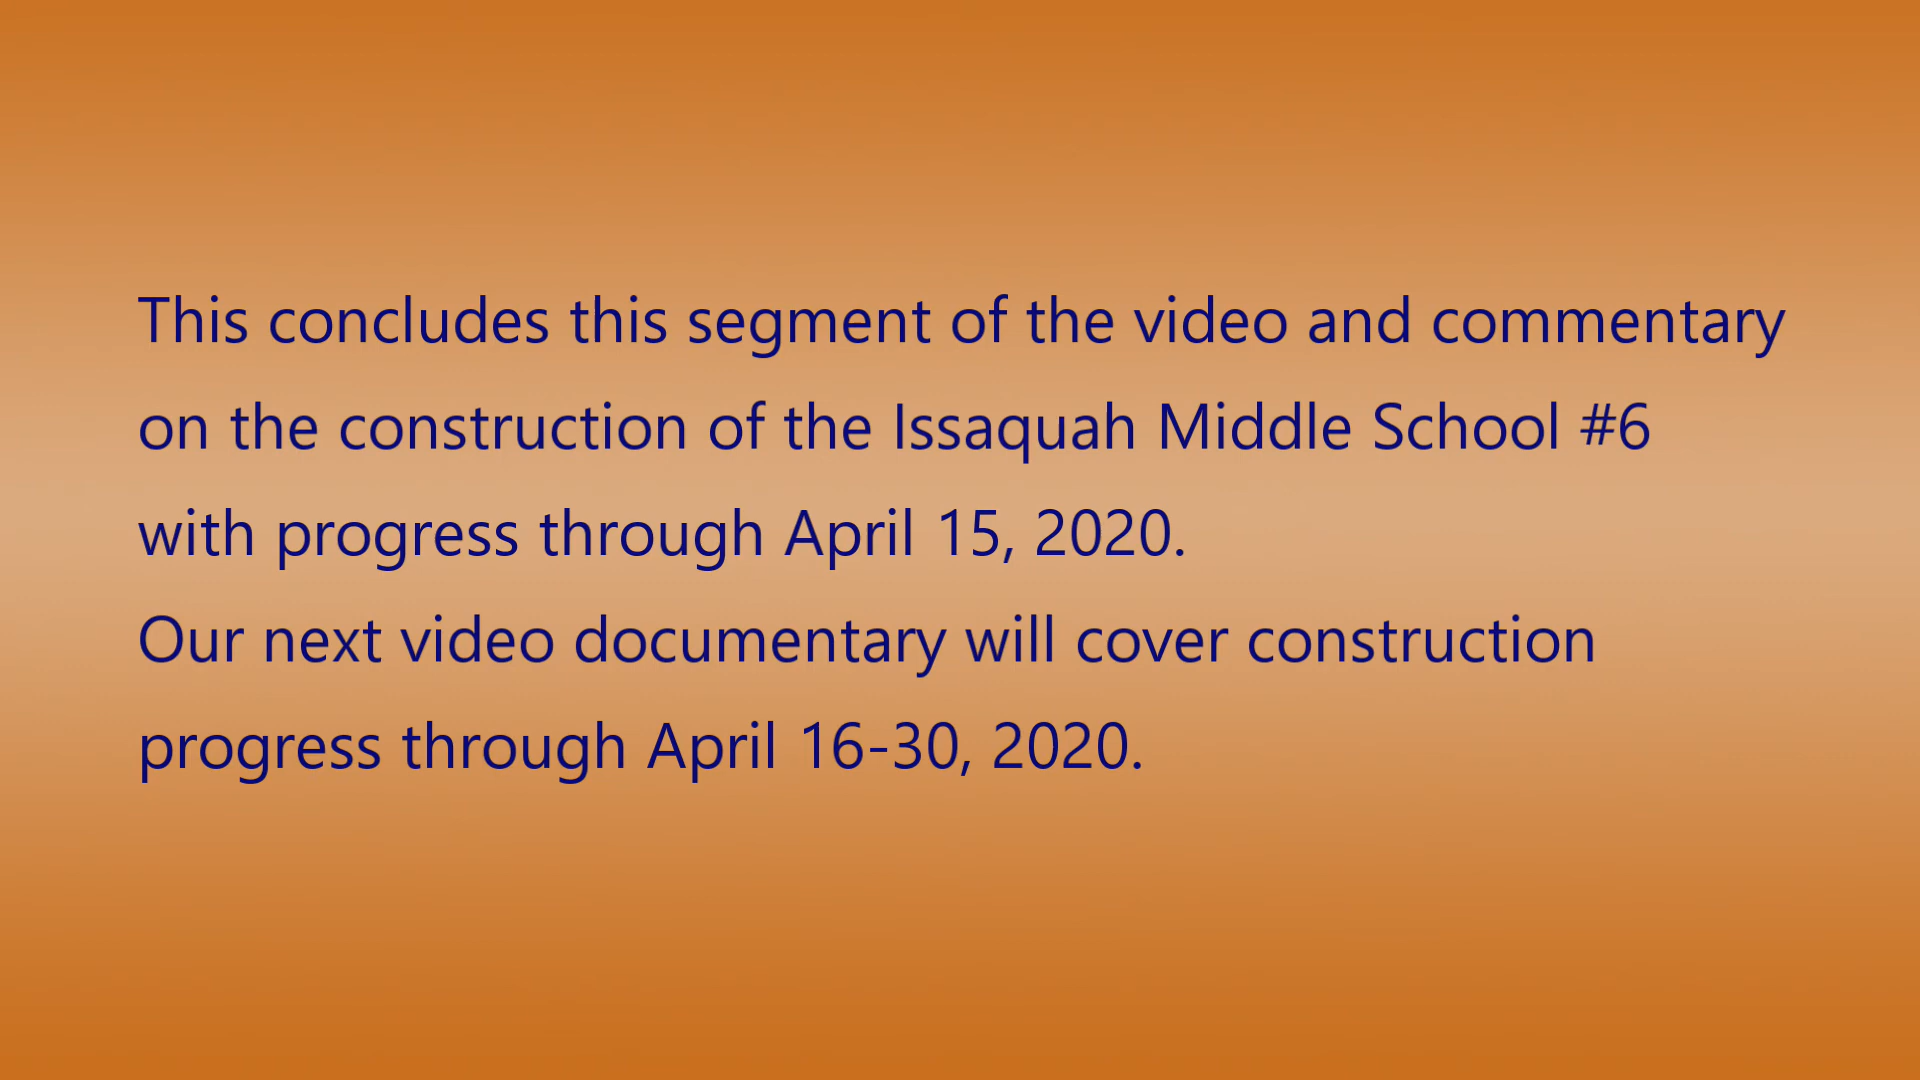 This concludes this segment of the video and commentary
on the construction of the Issaquah Middle School #6
with progress through April 15, 2020.
Our next video documentary will cover construction
progress through April 16-30, 2020.